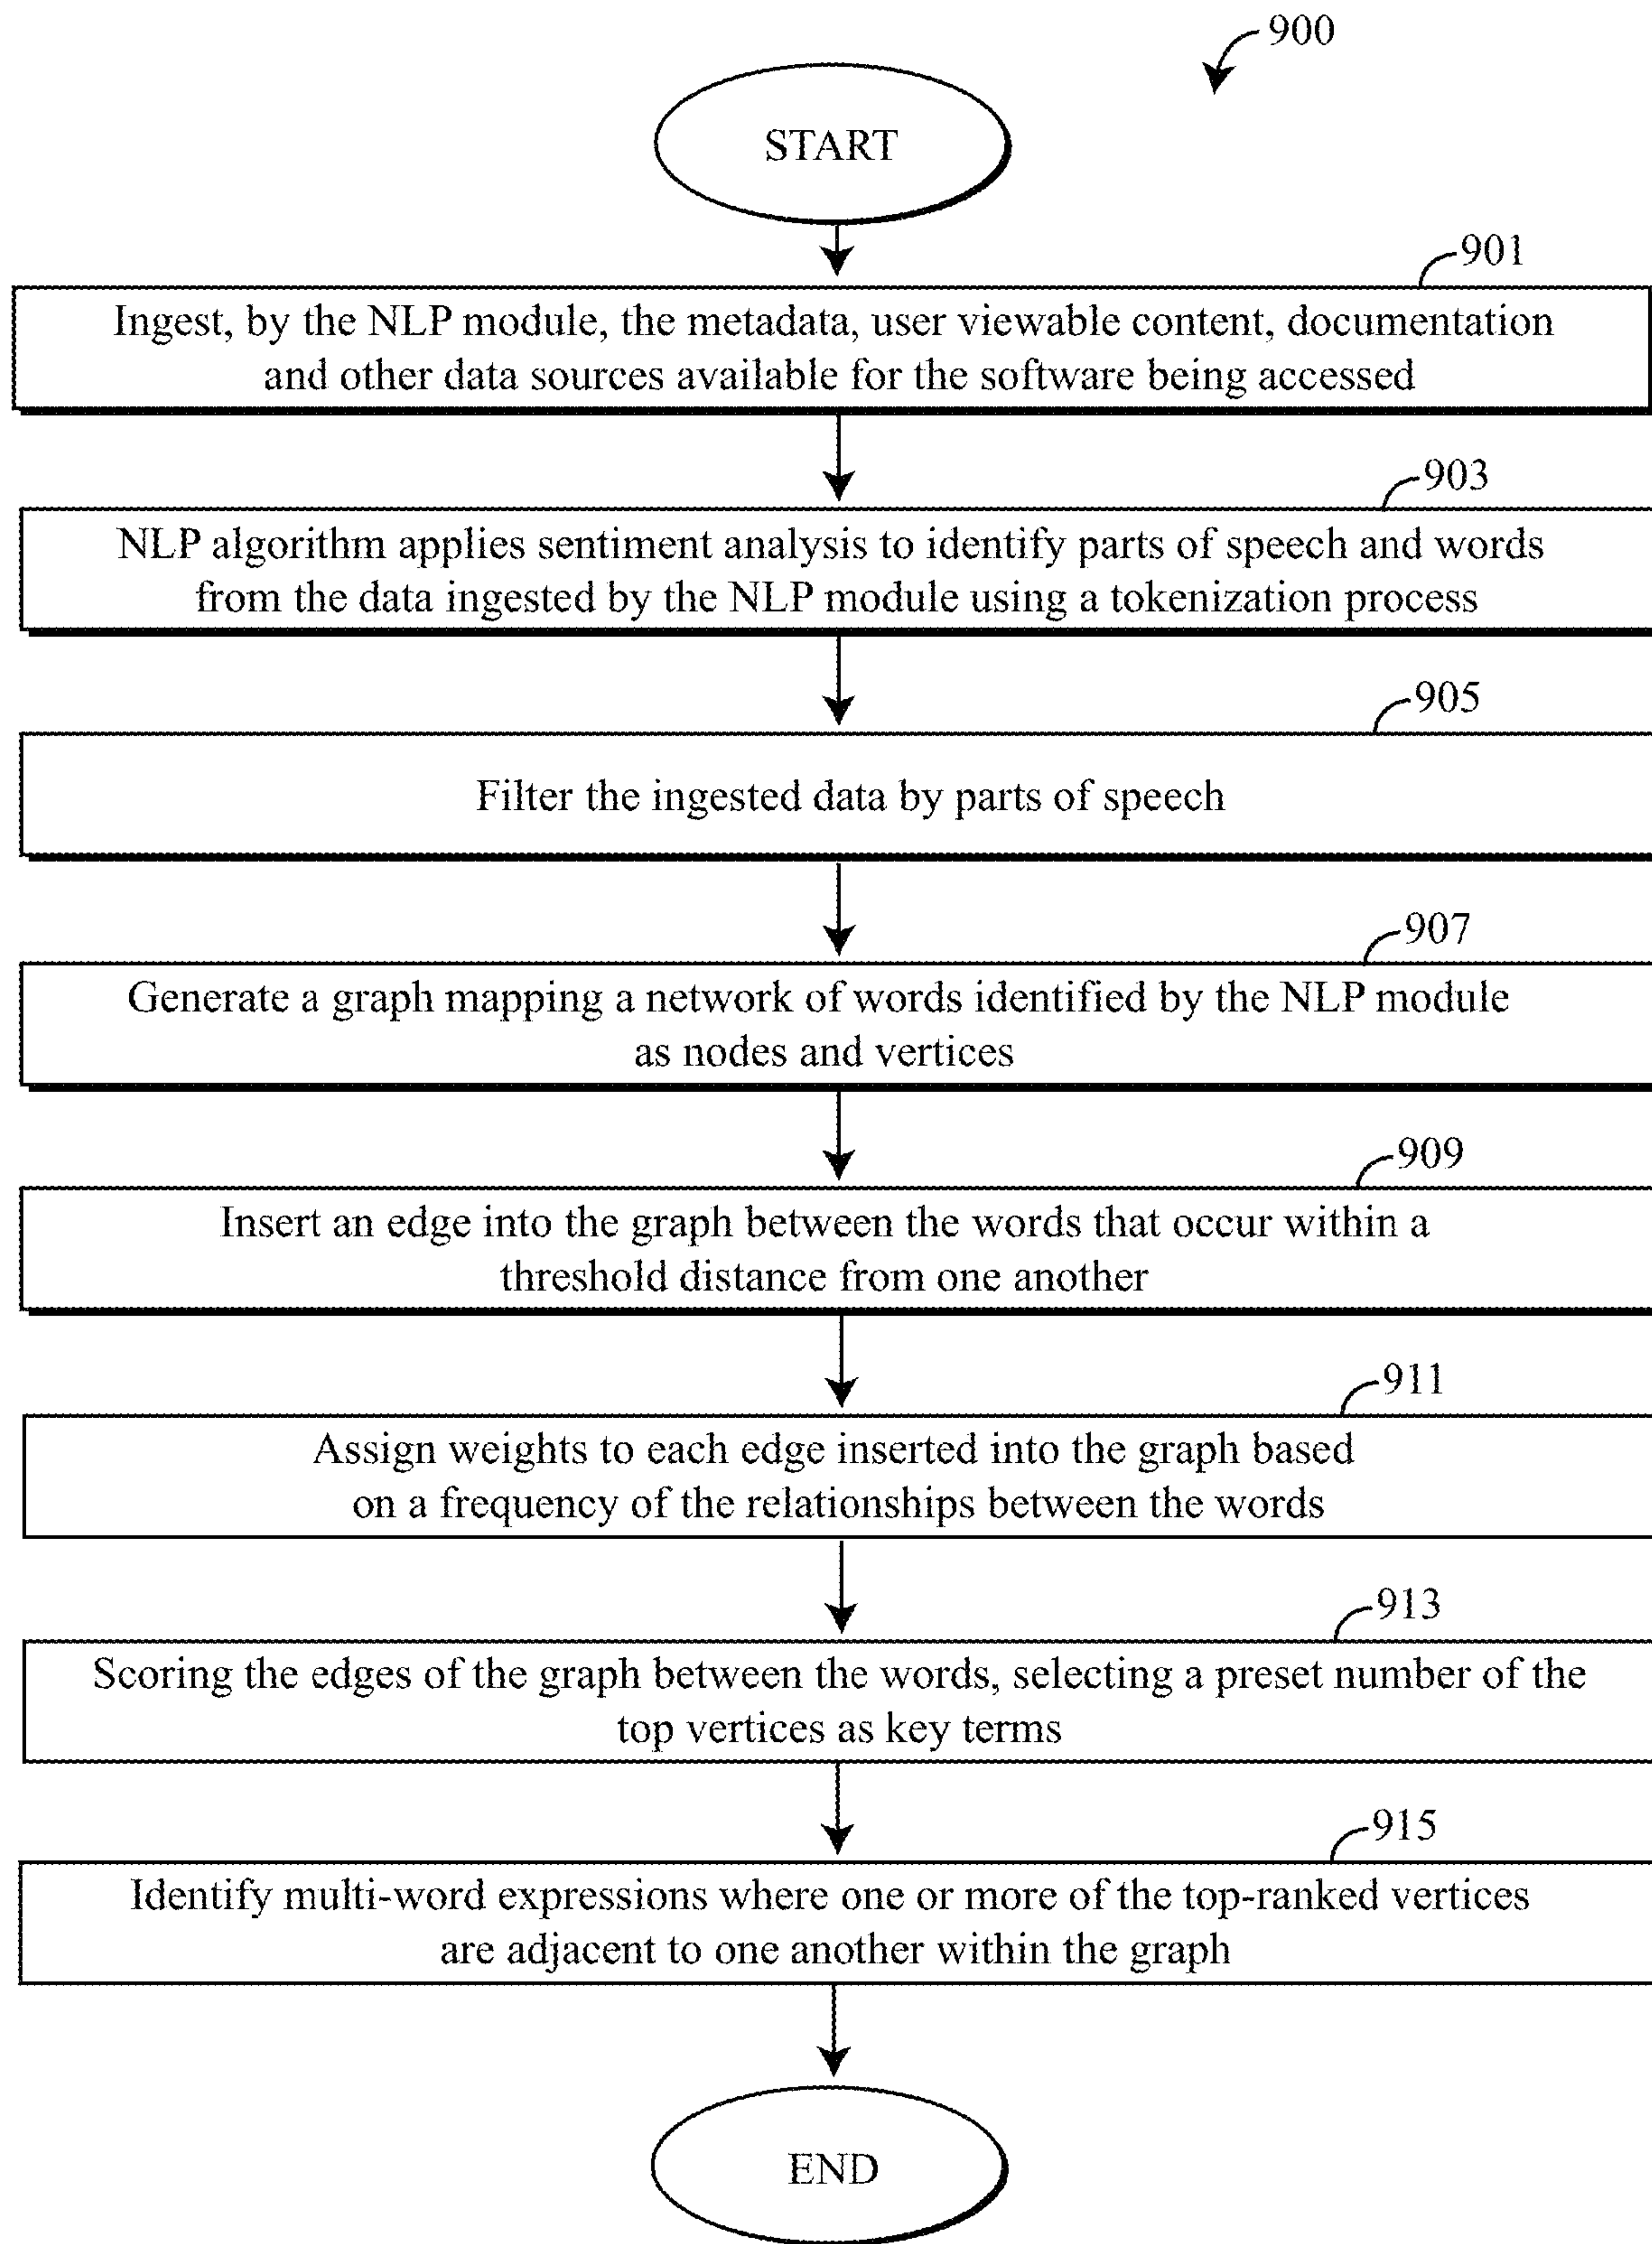 900
START
901
Ingest, by the NLP module, the metadata, user viewable content, documentation
and other data sources available for the software being accessed
903
NLP algorithm applies sentiment analysis to identify parts of speech and words
from the data ingested by the NLP module using a tokenization process
905
Filter the ingested data by parts of speech
907
Generate a graph mapping a network of words identified by the NLP module
as nodes and vertices
909
Insert an edge into the graph between the words that occur within a
threshold distance from one another
911
Assign weights to each edge inserted into the graph based
on a frequency of the relationships between the words
913
Scoring the edges of the graph between the words, selecting a preset number of the
top vertices as key terms
915
Identify multi-word expressions where one or more of the top-ranked vertices
are adjacent to one another within the graph
END